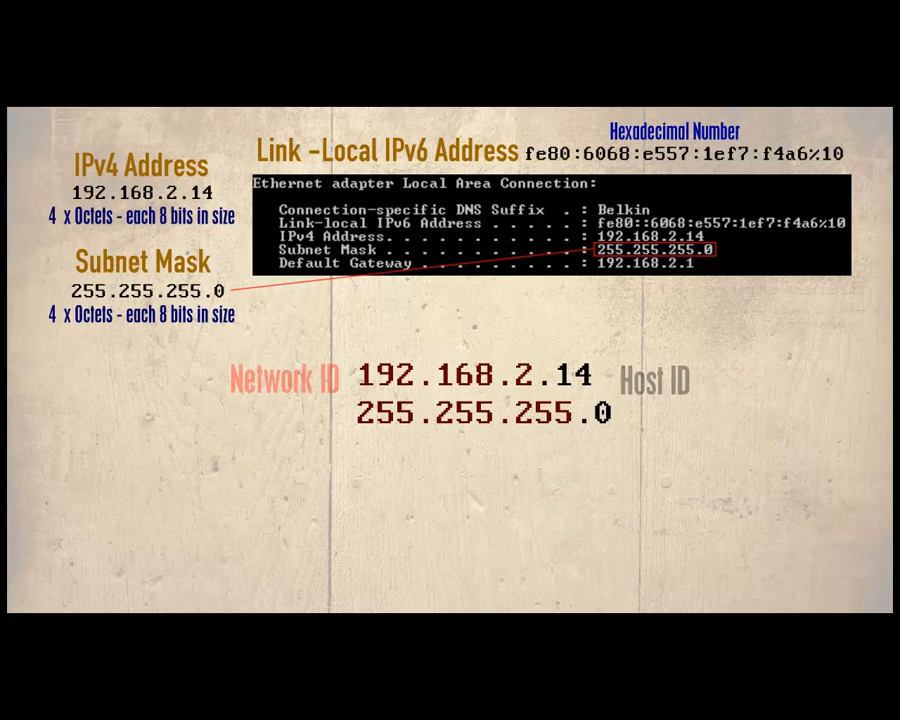 Hexadecimal Number
Link -Local IPv6 Address fe80:6068:e557:1ef7:f4a6%10
IPv4 Address
192.168.2.14
4 x Octets - each 8 bits in size
Ethernet adapter Local Area Connection:
Connection-specific DNS Suffix . : Belkin
Link-local IPv6 Address . . . . . : fe80::6068:e557:1ef7:f4a6%10
IPv4 Address. . . . . . . . . . . : 192.168.2.14
Subnet Mask . . . . . . . . . . . : 255.255.255.0
Default Gateway . . . . . . . . . : 192.168.2.1
Subnet Mask
255.255.255.0
4 x Octets - each 8 bits in size
Network ID 192.168.2.14 Host ID
255.255.255.0